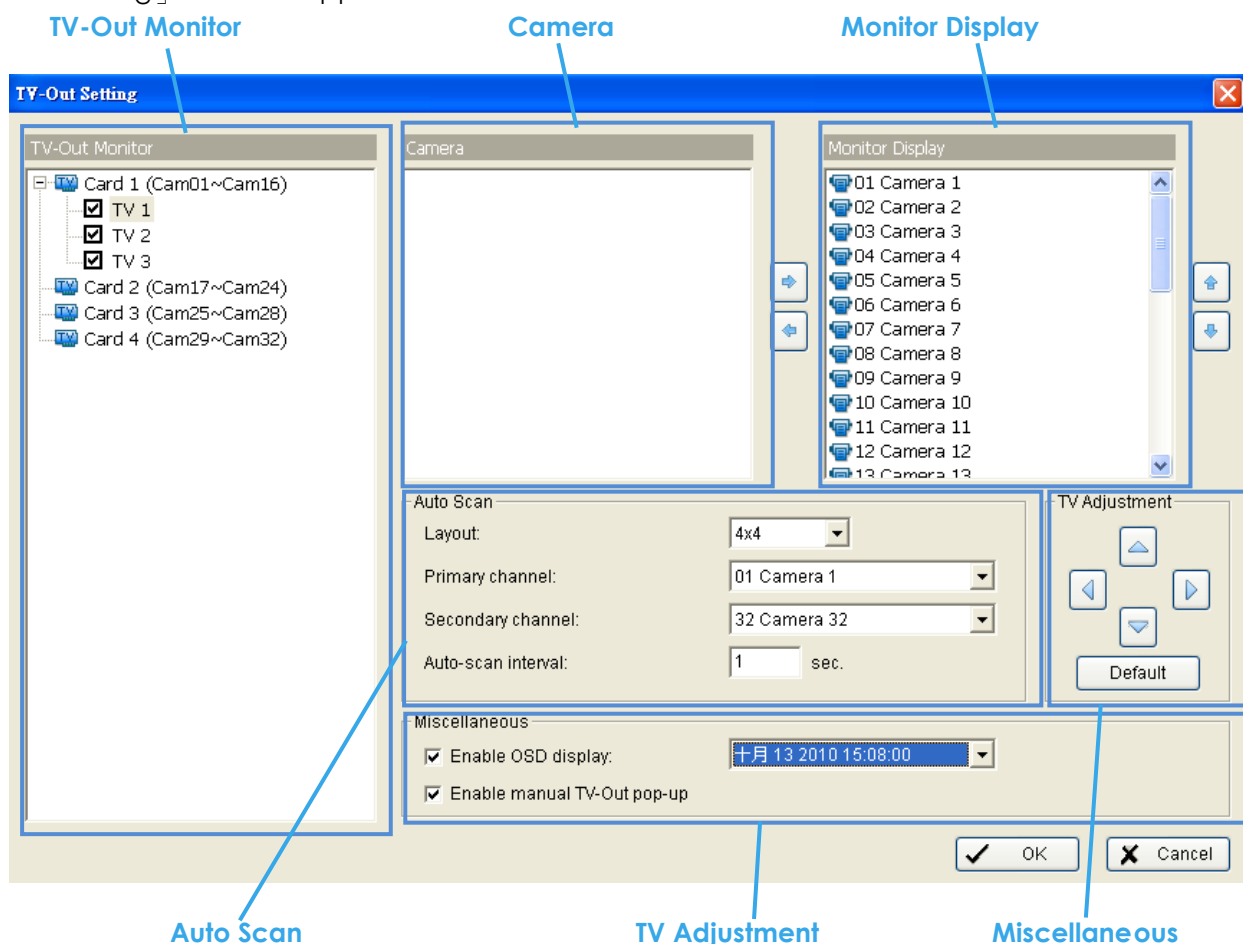 TV-Out Monitor
Camera
Monitor Display
TV-Out Setting
TV-Out Monitor
Card 1 (Cam01~Cam16)
TV 1
TV 2
TV 3
Card 2 (Cam17~Cam24)
Card 3 (Cam25~Cam28)
Card 4 (Cam29~Cam32)
Camera
Monitor Display
01 Camera 1
02 Camera 2
03 Camera 3
04 Camera 4
05 Camera 5
06 Camera 6
07 Camera 7
08 Camera 8
09 Camera 9
10 Camera 10
11 Camera 11
12 Camera 12
13 Camera 13
Auto Scan
Layout: 4x4
Primary channel: 01 Camera 1
Secondary channel: 32 Camera 32
Auto-scan interval: 1 sec.
TV Adjustment
Default
Miscellaneous
Enable OSD display: 十月 13 2010 15:08:00
Enable manual TV-Out pop-up
OK
Cancel
Auto Scan
TV Adjustment
Miscellaneous